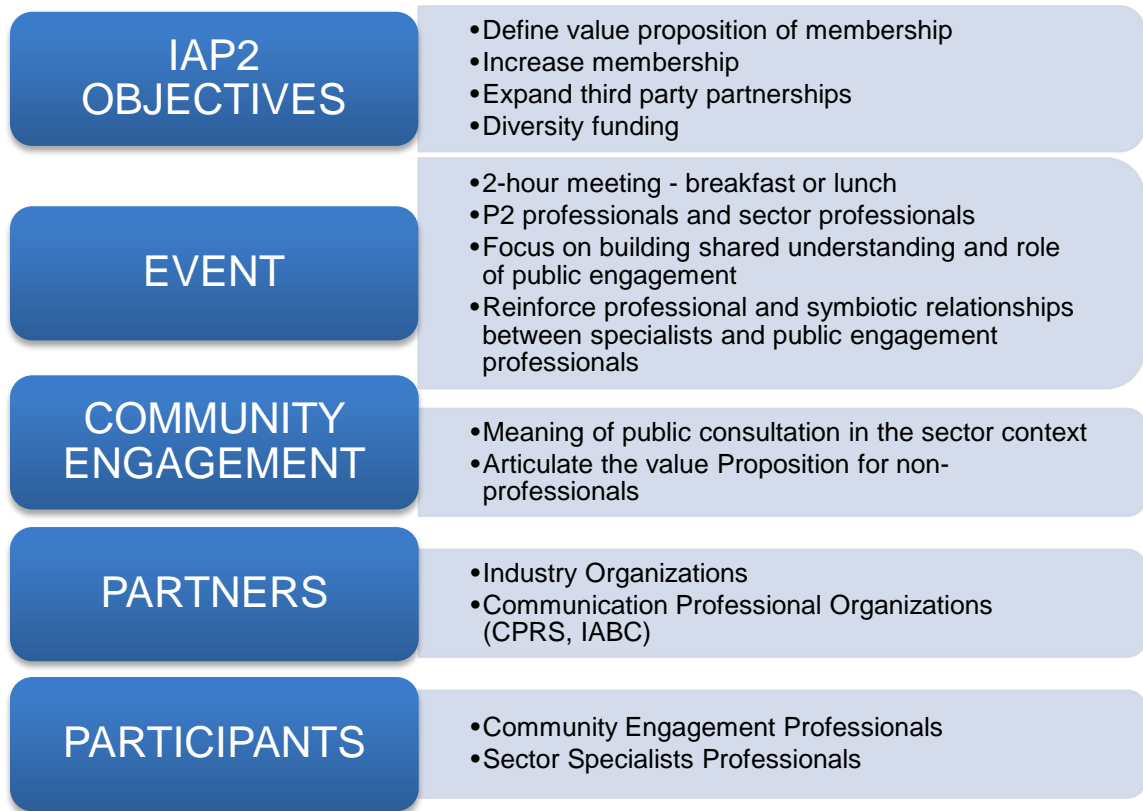 IAP2
OBJECTIVES
•Define value proposition of membership
•Increase membership
•Expand third party partnerships
•Diversity funding
EVENT
•2-hour meeting - breakfast or lunch
•P2 professionals and sector professionals
•Focus on building shared understanding and role
of public engagement
•Reinforce professional and symbiotic relationships
between specialists and public engagement
professionals
COMMUNITY
ENGAGEMENT
•Meaning of public consultation in the sector context
•Articulate the value Proposition for non-
professionals
PARTNERS
•Industry Organizations
•Communication Professional Organizations
(CPRS, IABC)
PARTICIPANTS
•Community Engagement Professionals
•Sector Specialists Professionals